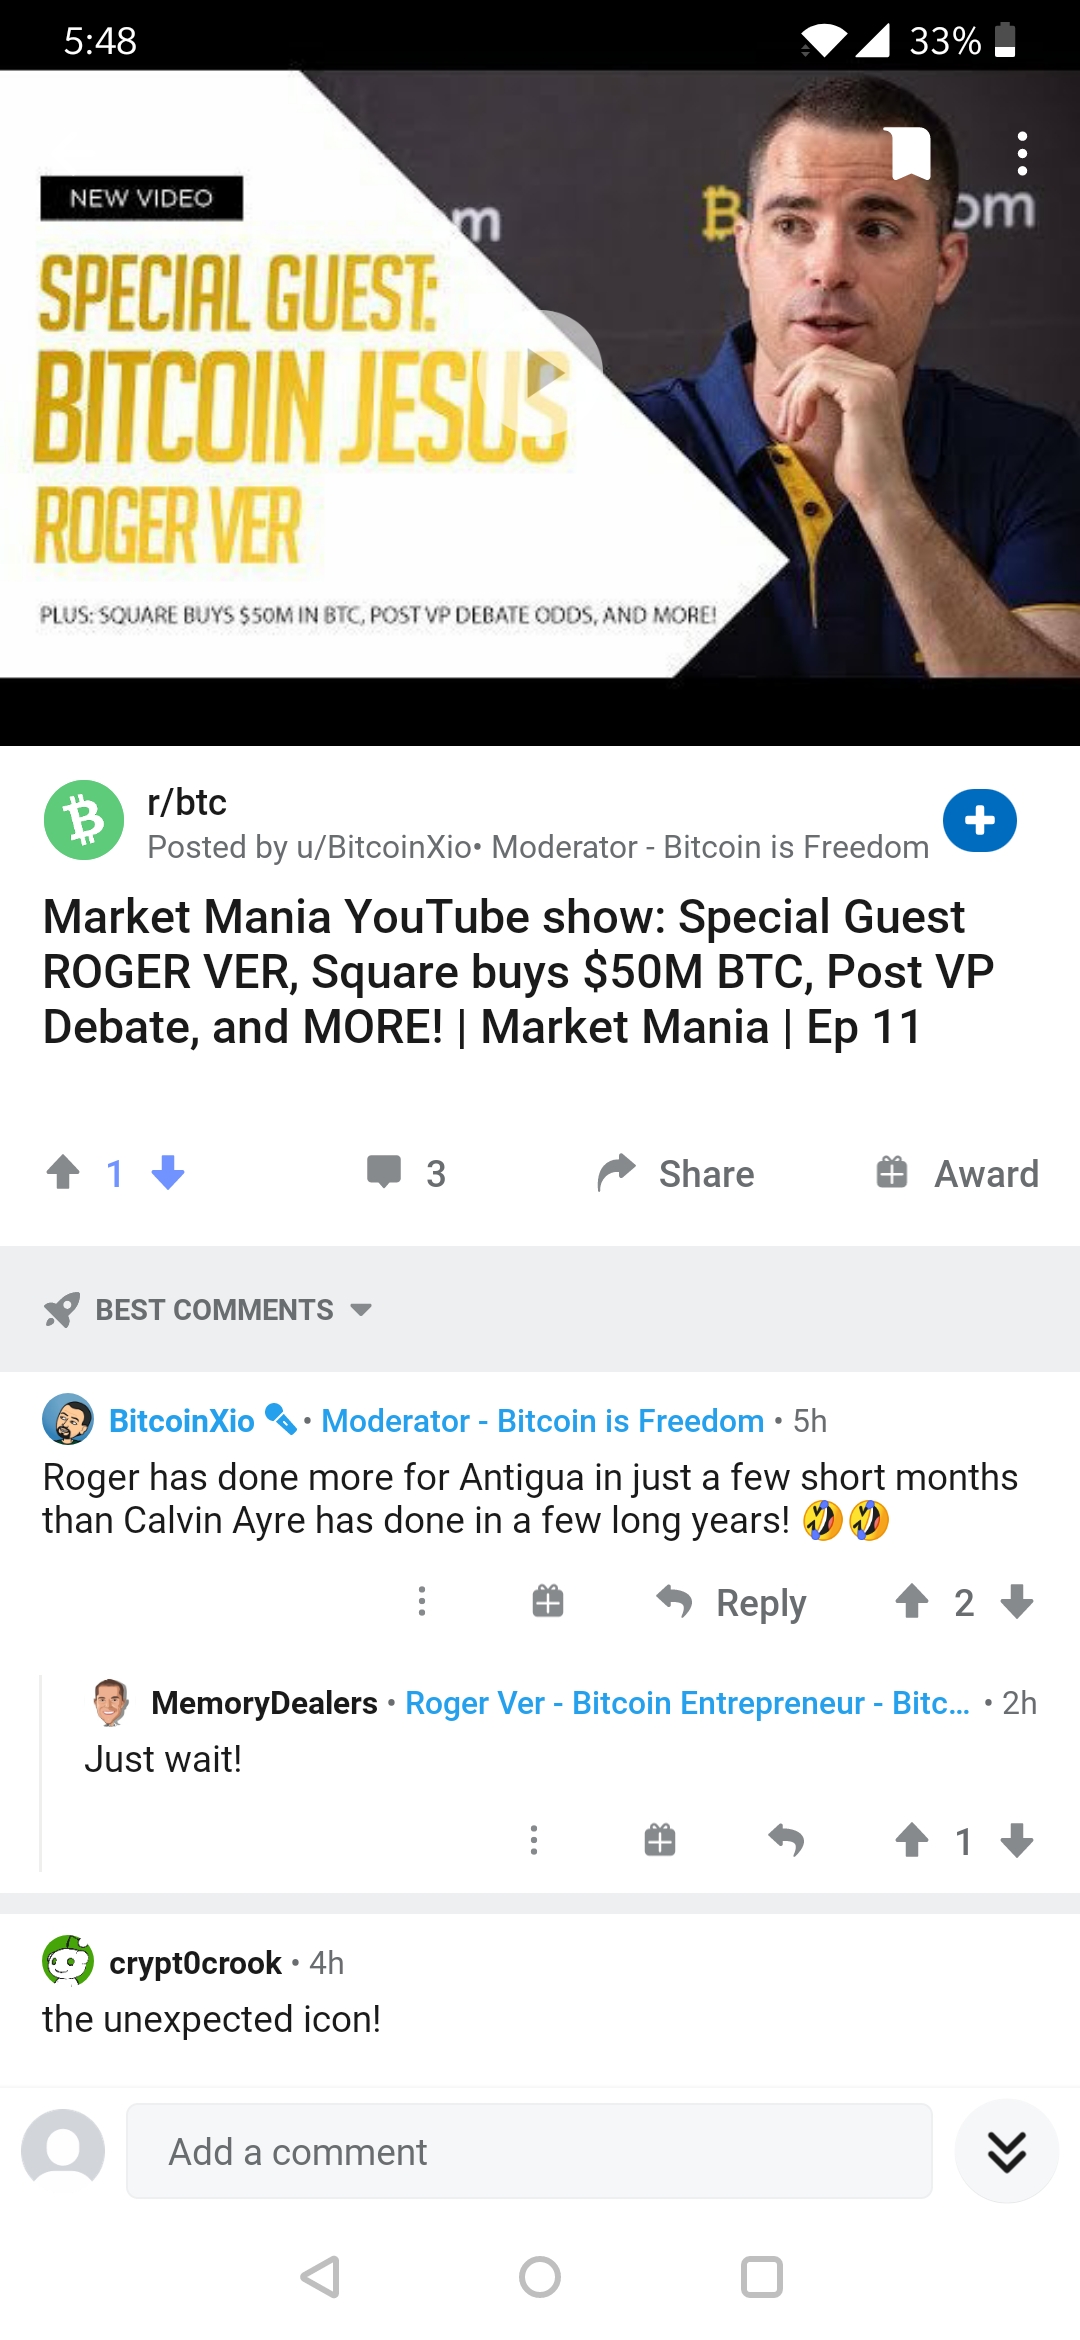 5:48
33%
NEW VIDEO
SPECIAL GUEST:
BITCOIN JESUS
ROGER VER
PLUS: SQUARE BUYS $50M IN BTC, POST VP DEBATE ODDS, AND MORE!
m
om
r/btc
Posted by u/BitcoinXio• Moderator - Bitcoin is Freedom
Market Mania YouTube show: Special Guest
ROGER VER, Square buys $50M BTC, Post VP
Debate, and MORE! | Market Mania | Ep 11
1
3
Share
Award
BEST COMMENTS
BitcoinXio • Moderator - Bitcoin is Freedom • 5h
Roger has done more for Antigua in just a few short months
than Calvin Ayre has done in a few long years! 🤣🤣
Reply
2
MemoryDealers • Roger Ver - Bitcoin Entrepreneur - Bitc... • 2h
Just wait!
1
crypt0crook • 4h
the unexpected icon!
Add a comment